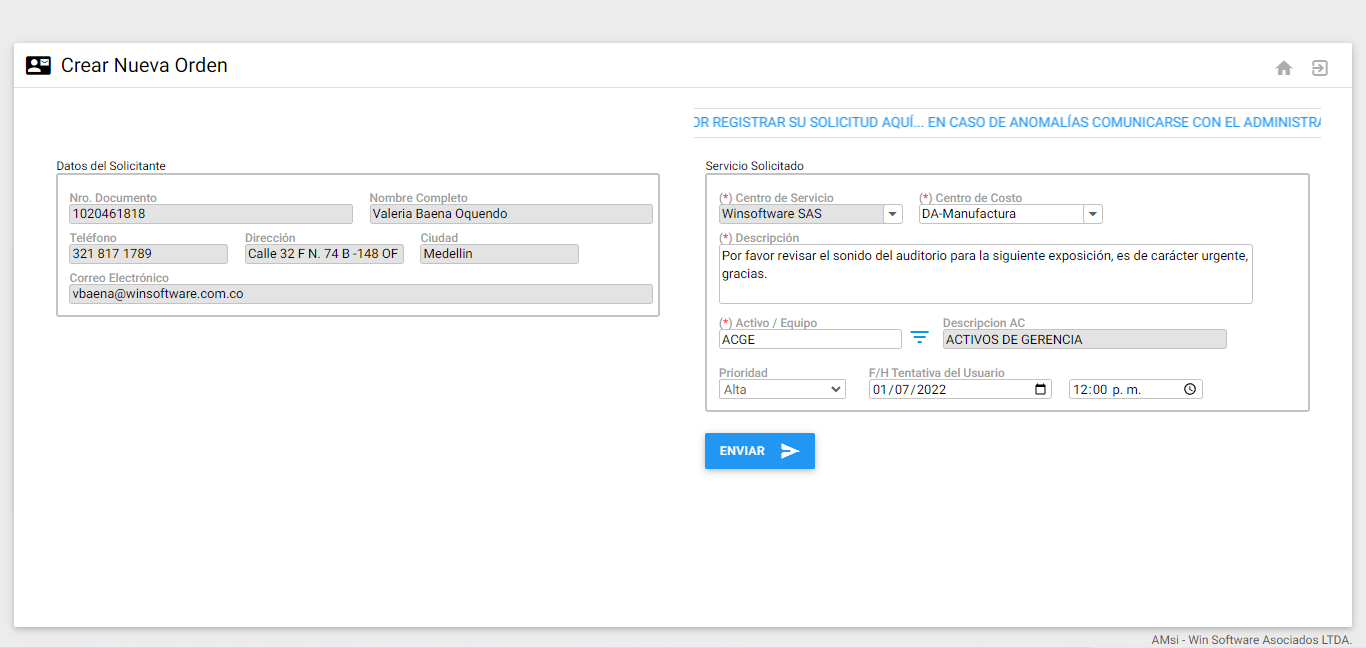 Crear Nueva Orden
REGISTRAR SU SOLICITUD AQUÍ... EN CASO DE ANOMALÍAS COMUNICARSE CON EL
Datos del Solicitante
Nro. Documento Nombre Completo
1020461818 Valeria Baena Oquendo
Teléfono Dirección Ciudad
321 817 1789 Calle 32 F N. 74 B -148 OF Medellin
Correo Electrónico
vbaena@winsoftware.com.co
Servicio Solicitado
(*) Centro de Servicio (*) Centro de Costo
Winsoftware SAS DA-Manufactura
(*) Descripción
Por favor revisar el sonido del auditorio para la siguiente exposición, es de carácter urgente,
gracias.
(*) Activo / Equipo Descripcion AC
ACGE ACTIVOS DE GERENCIA
Prioridad F/H Tentativa del Usuario
Alta 01/07/2022 12:00 p. m.
ENVIAR
AMsi - Win Software Asociados LTDA.